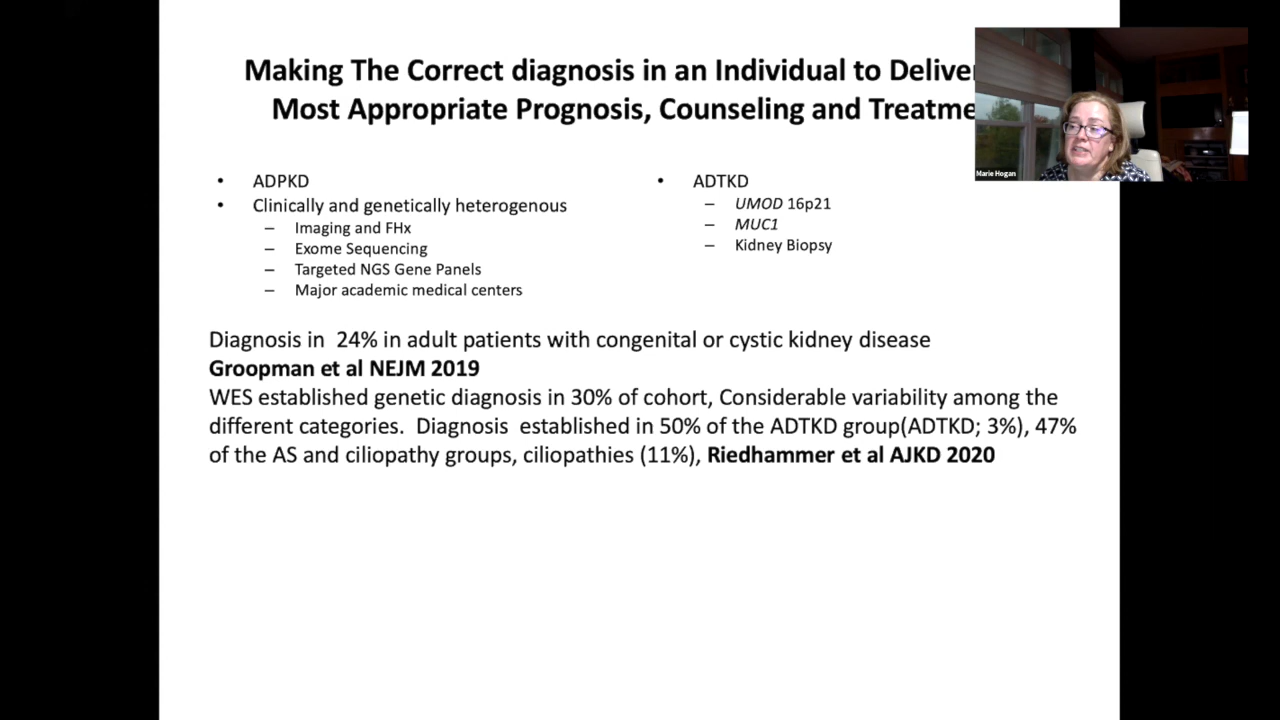 Making The Correct diagnosis in an Individual to Deliver
Most Appropriate Prognosis, Counseling and
Marie Hogan
• ADPKD
• Clinically and genetically heterogenous
– Imaging and FHx
– Exome Sequencing
– Targeted NGS Gene Panels
– Major academic medical centers
• ADTKD
– UMOD 16p21
– MUC1
– Kidney Biopsy
Diagnosis in 24% in adult patients with congenital or cystic kidney disease
Groopman et al NEJM 2019
WES established genetic diagnosis in 30% of cohort, Considerable variability among the
different categories. Diagnosis established in 50% of the ADTKD group(ADTKD; 3%), 47%
of the AS and ciliopathy groups, ciliopathies (11%), Riedhammer et al AJKD 2020